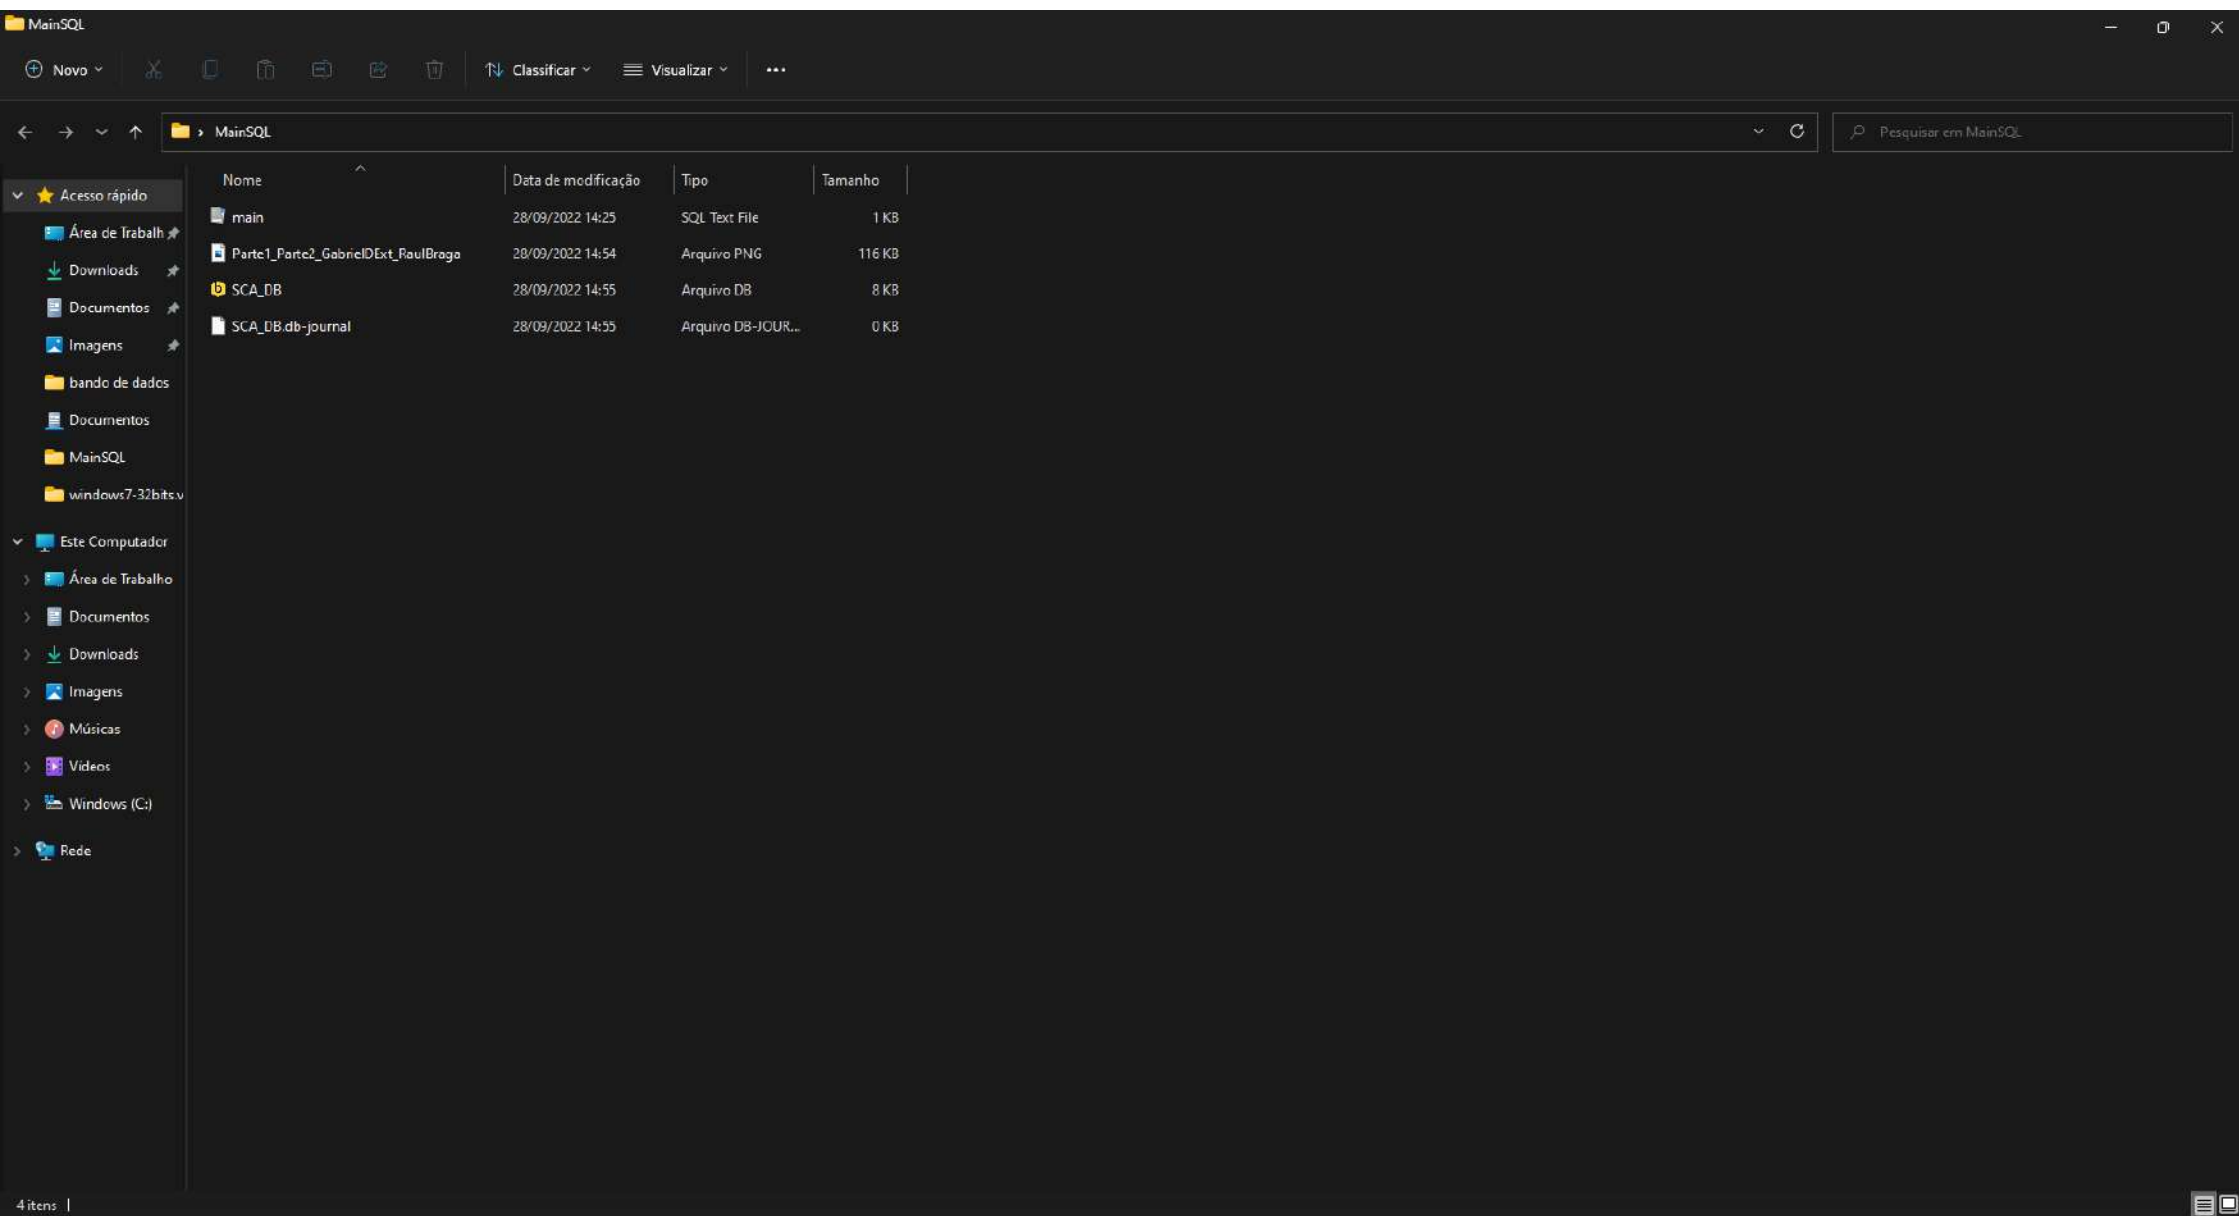 MainSQL
Novo
Classificar
Visualizar
MainSQL
Pesquisar em MainSQL
Nome Data de modificação Tipo Tamanho
main 28/09/2022 14:25 SQL Text File 1 KB
Parte1_Parte2_GabrielDExt_RaulBraga 28/09/2022 14:54 Arquivo PNG 116 KB
SCA_DB 28/09/2022 14:55 Arquivo DB 8 KB
SCA_DB.db-journal 28/09/2022 14:55 Arquivo DB-JOUR... 0 KB
Acesso rápido
Área de Trabalh
Downloads
Documentos
Imagens
bando de dados
Documentos
MainSQL
windows7-32bits.v
Este Computador
Área de Trabalho
Documentos
Downloads
Imagens
Músicas
Vídeos
Windows (C:)
Rede
4 itens